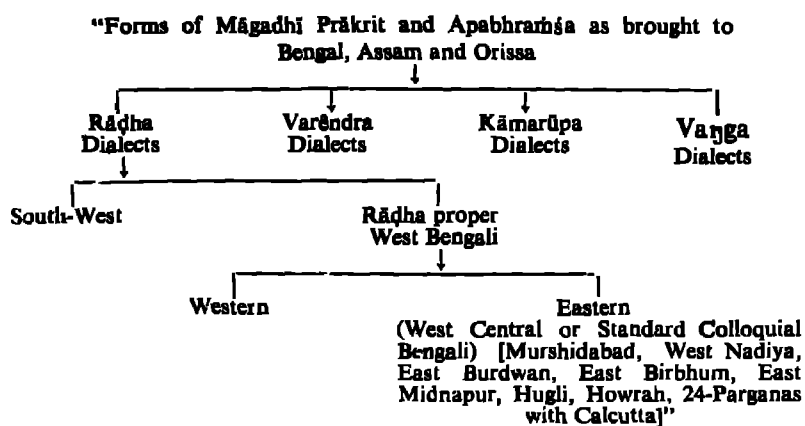 “Forms of Māgadhī Prākrit and Apabhraṁśa as brought to
Bengal, Assam and Orissa
Rāḍha Varēndra Kāmarūpa Vaŋga
Dialects Dialects Dialects Dialects
South-West Rāḍha proper
West Bengali
Western Eastern
(West Central or Standard Colloquial
Bengali) [Murshidabad, West Nadiya,
East Burdwan, East Birbhum, East
Midnapur, Hugli, Howrah, 24-Parganas
with Calcutta]”